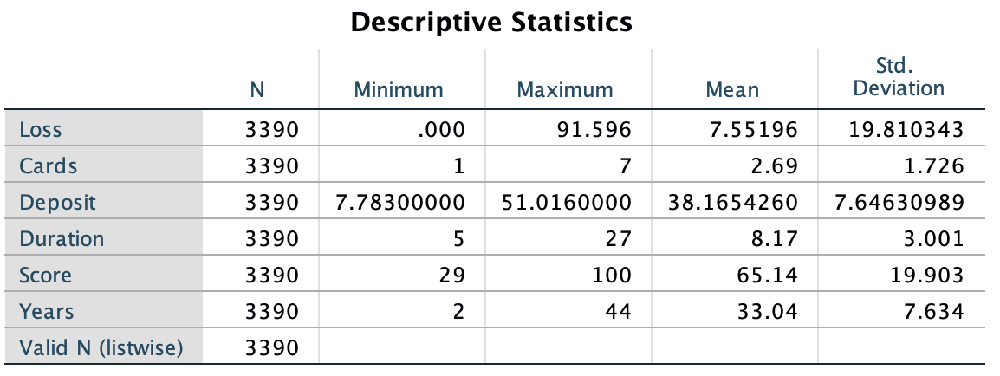 Descriptive Statistics
N Minimum Maximum Mean Std. Deviation
Loss 3390 .000 91.596 7.55196 19.810343
Cards 3390 1 7 2.69 1.726
Deposit 3390 7.78300000 51.0160000 38.1654260 7.64630989
Duration 3390 5 27 8.17 3.001
Score 3390 29 100 65.14 19.903
Years 3390 2 44 33.04 7.634
Valid N (listwise) 3390